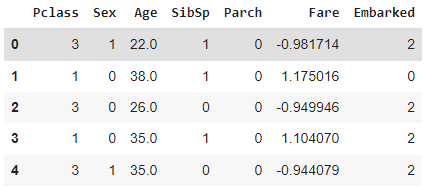 Pclass Sex Age SibSp Parch Fare Embarked
0 3 1 22.0 1 0 -0.981714 2
1 1 0 38.0 1 0 1.175016 0
2 3 0 26.0 0 0 -0.949946 2
3 1 0 35.0 1 0 1.104070 2
4 3 1 35.0 0 0 -0.944079 2